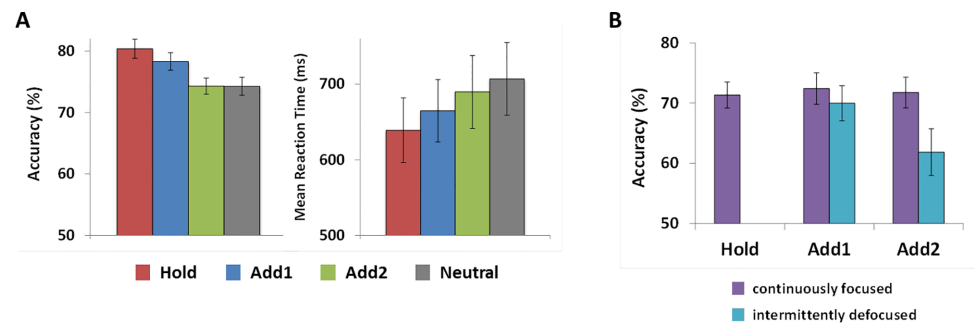 A
Accuracy (%)
80
70
60
50
Mean Reaction Time (ms)
700
600
500
Hold Add1 Add2 Neutral
B
Accuracy (%)
80
70
60
50
Hold Add1 Add2
continuously focused
intermittently defocused